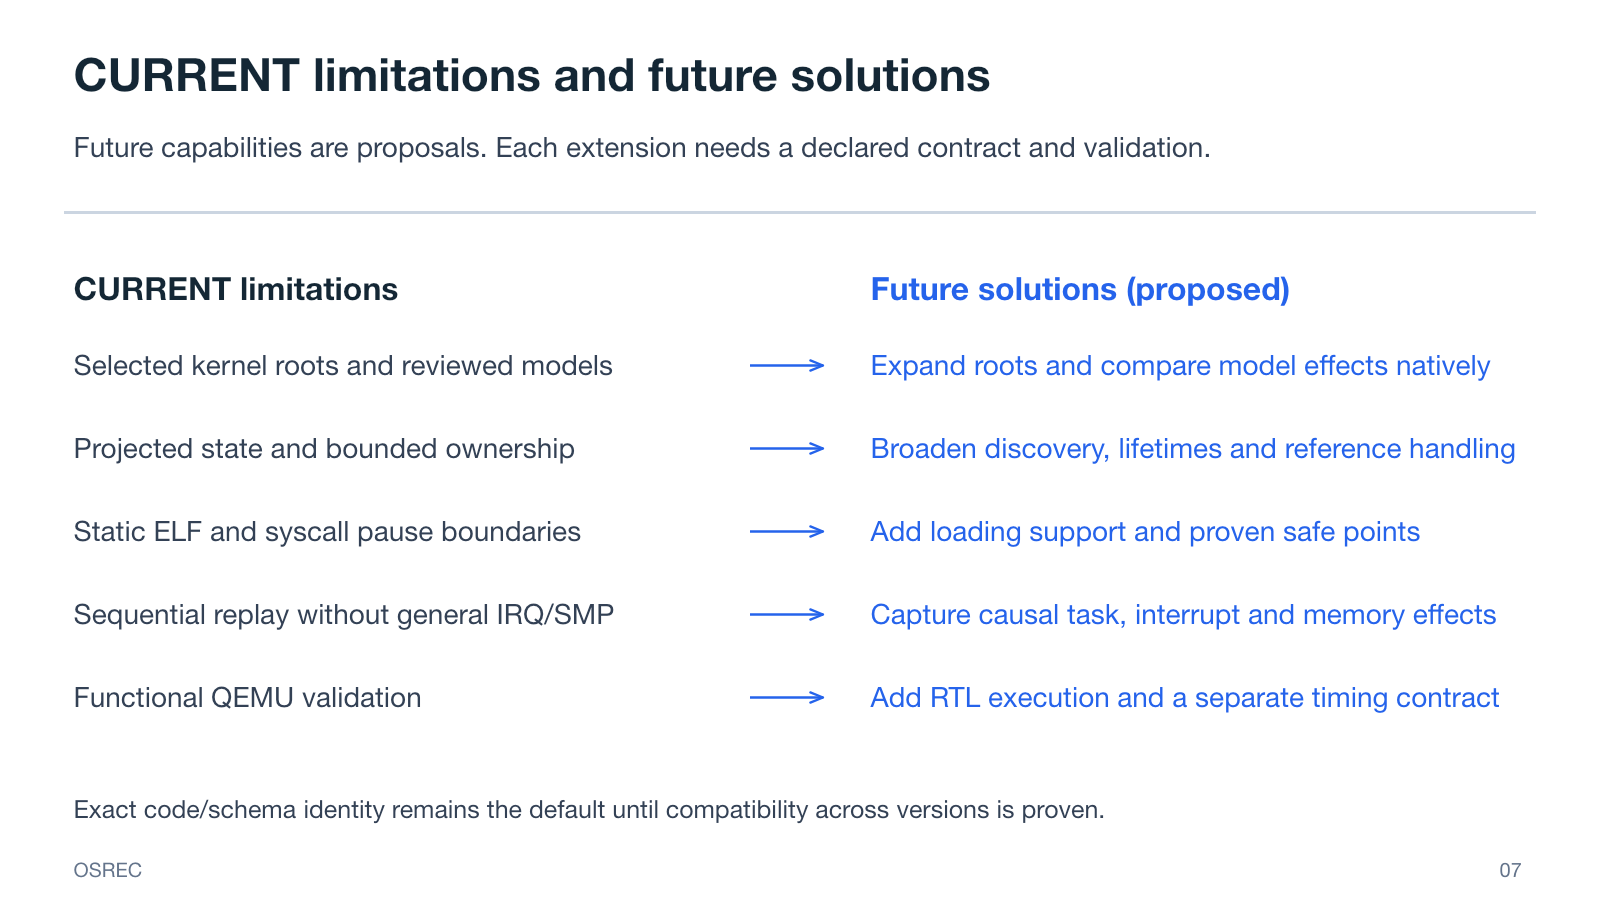 CURRENT limitations and future solutions
Future capabilities are proposals. Each extension needs a declared contract and validation.
CURRENT limitations
Future solutions (proposed)
Selected kernel roots and reviewed models
Expand roots and compare model effects natively
Projected state and bounded ownership
Broaden discovery, lifetimes and reference handling
Static ELF and syscall pause boundaries
Add loading support and proven safe points
Sequential replay without general IRQ/SMP
Capture causal task, interrupt and memory effects
Functional QEMU validation
Add RTL execution and a separate timing contract
Exact code/schema identity remains the default until compatibility across versions is proven.
OSREC
07